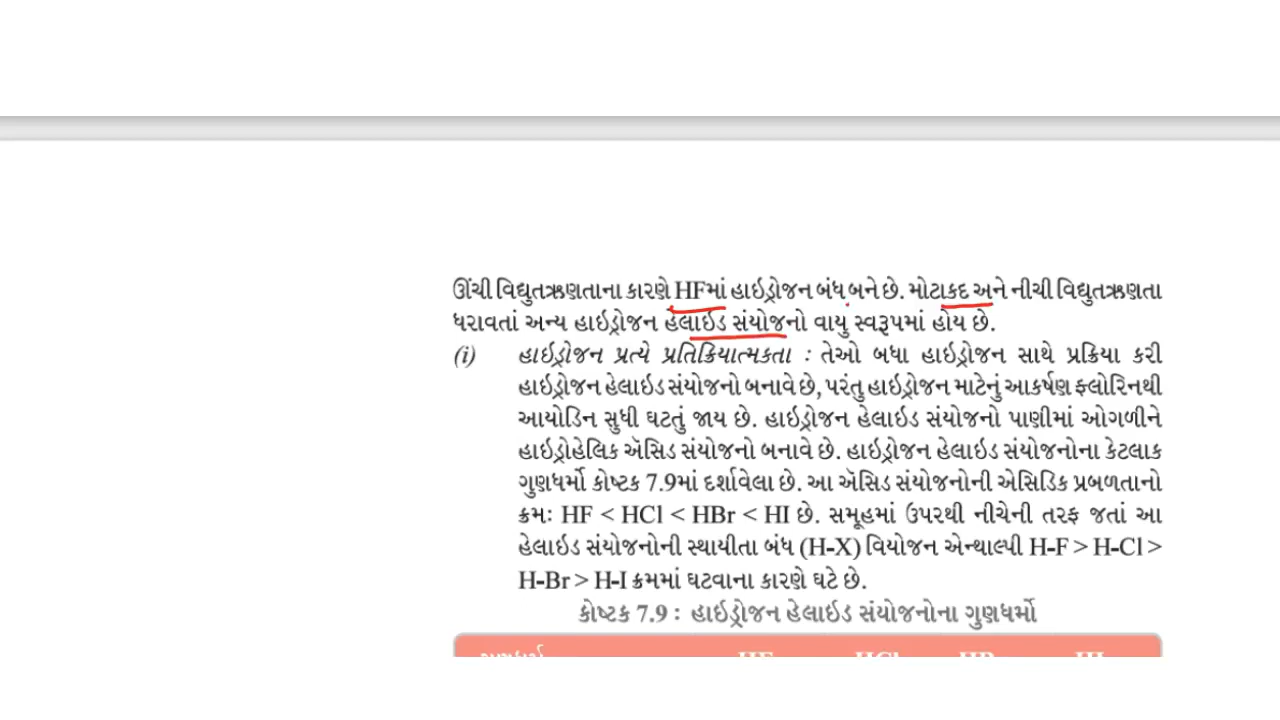 ઊંચી વિદ્યુતઋણતાના કારણે HFમાં હાઇડ્રોજન બંધ બને છે. મોટાકદ અને નીચી વિદ્યુતઋણતા
ધરાવતાં અન્ય હાઇડ્રોજન હેલાઇડ સંયોજનો વાયુ સ્વરૂપમાં હોય છે.
(i) હાઇડ્રોજન પ્રત્યે પ્રતિક્રિયાત્મકતા : તેઓ બધા હાઇડ્રોજન સાથે પ્રક્રિયા કરી
હાઇડ્રોજન હેલાઇડ સંયોજનો બનાવે છે, પરંતુ હાઇડ્રોજન માટેનું આકર્ષણ ફ્લોરિનથી
આયોડિન સુધી ઘટતું જાય છે. હાઇડ્રોજન હેલાઇડ સંયોજનો પાણીમાં ઓગળીને
હાઇડ્રોહેલિક ઍસિડ સંયોજનો બનાવે છે. હાઇડ્રોજન હેલાઇડ સંયોજનોના કેટલાક
ગુણધર્મો કોષ્ટક 7.9માં દર્શાવેલા છે. આ ઍસિડ સંયોજનોની એસિડિક પ્રબળતાનો
ક્રમઃ HF < HCl < HBr < HI છે. સમૂહમાં ઉપરથી નીચેની તરફ જતાં આ
હેલાઇડ સંયોજનોની સ્થાયીતા બંધ (H-X) વિયોજન એન્થાલ્પી H-F > H-Cl >
H-Br > H-I ક્રમમાં ઘટવાના કારણે ઘટે છે.
કોષ્ટક 7.9 : હાઇડ્રોજન હેલાઇડ સંયોજનોના ગુણધર્મો